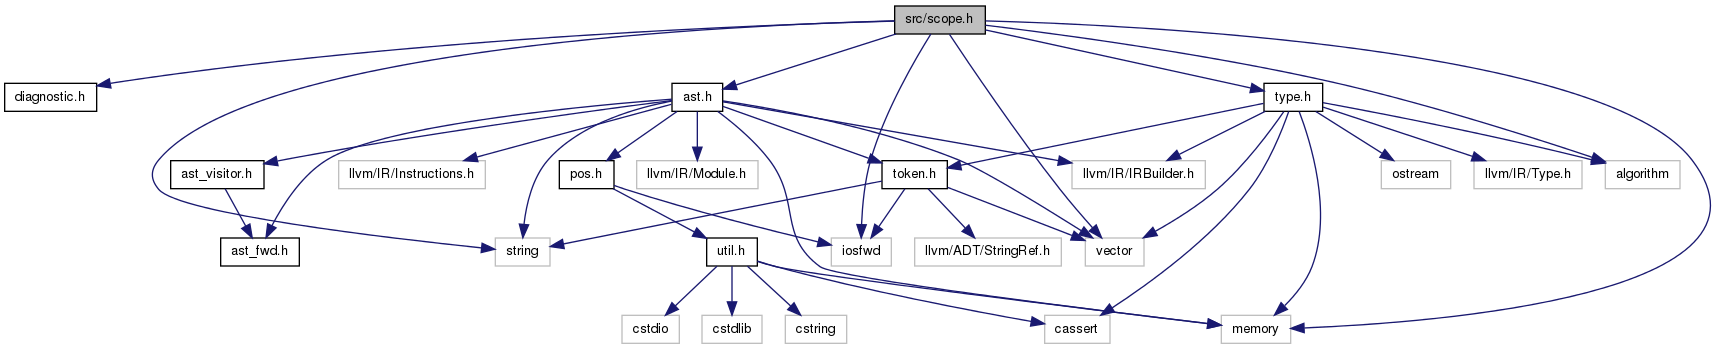 src/scope.h
diagnostic.h
ast.h
type.h
ast_visitor.h
llvm/IR/Instructions.h
pos.h
llvm/IR/Module.h
token.h
llvm/IR/IRBuilder.h
ostream
llvm/IR/Type.h
algorithm
ast_fwd.h
string
util.h
iosfwd
llvm/ADT/StringRef.h
vector
cstdio
cstdlib
cstring
cassert
memory